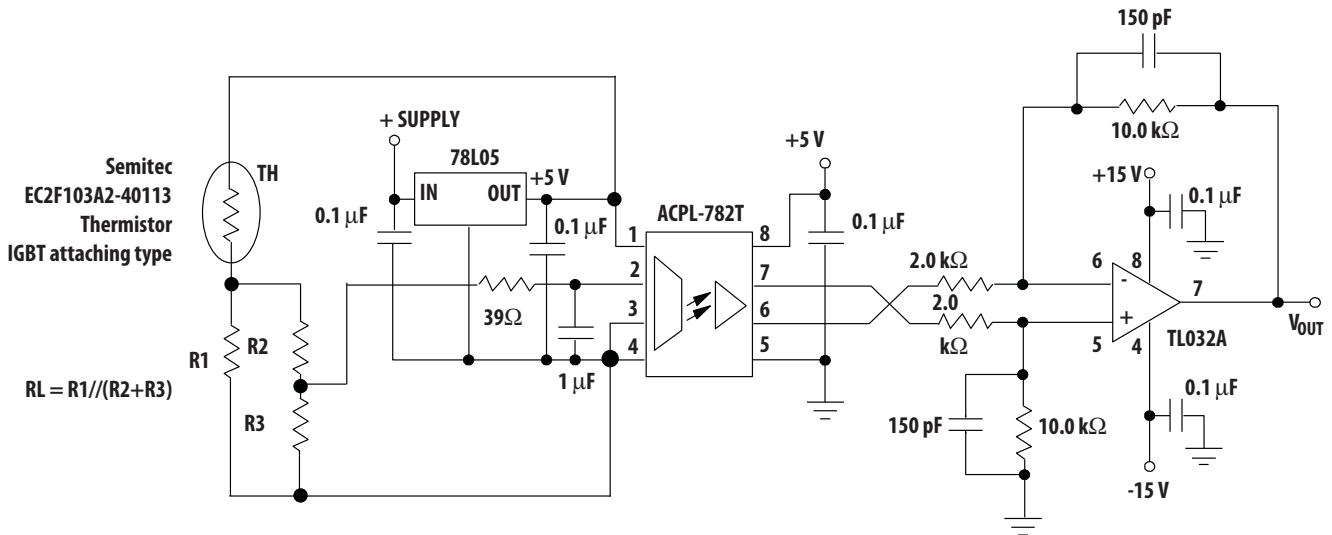 150 pF
10.0 kΩ
+ SUPPLY
78L05
IN OUT
+5 V
Semitec
EC2F103A2-40113
Thermistor
IGBT attaching type
TH
0.1 μF
0.1 μF
ACPL-782T
1
2
3
4
8
7
6
5
+5 V
0.1 μF
39Ω
1 μF
R1
R2
R3
RL = R1//(R2+R3)
2.0 kΩ
2.0
kΩ
+15 V
0.1 μF
6
8
-
+
5
4
7
TL032A
VOUT
0.1 μF
-15 V
150 pF
10.0 kΩ